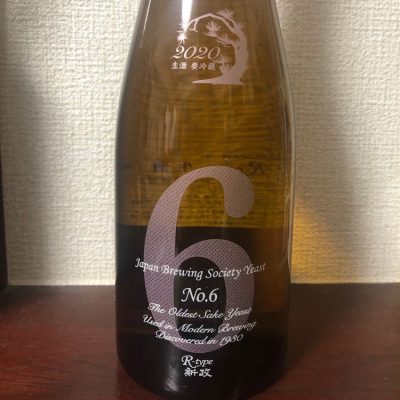 2020
生酒 要冷蔵
6
Japan Brewing Society Yeast
No.6
The Oldest Sake Yeast
Used in Modern Brewing
Discovered in 1930
R-type
新政